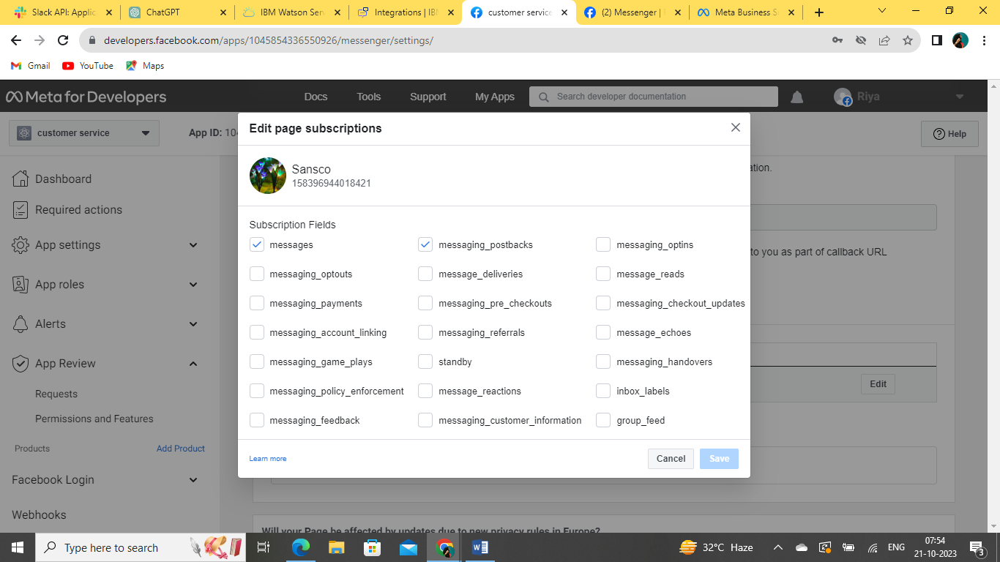 Slack API: Applic
ChatGPT
IBM Watson Ser
Integrations | IBM
customer service
(2) Messenger |
Meta Business S
developers.facebook.com/apps/1045854336550926/messenger/settings/
Gmail
YouTube
Maps
Meta for Developers
Docs
Tools
Support
My Apps
Search developer documentation
Riya
customer service
App ID: 104
Help
Edit page subscriptions
Sansco
158396944018421
ation.
to you as part of callback URL
Dashboard
Required actions
App settings
App roles
Alerts
App Review
Requests
Permissions and Features
Products
Add Product
Facebook Login
Webhooks
Subscription Fields
messages
messaging_postbacks
messaging_optins
messaging_optouts
message_deliveries
message_reads
messaging_payments
messaging_pre_checkouts
messaging_checkout_updates
messaging_account_linking
messaging_referrals
message_echoes
messaging_game_plays
standby
messaging_handovers
messaging_policy_enforcement
message_reactions
inbox_labels
messaging_feedback
messaging_customer_information
group_feed
Edit
Learn more
Cancel
Save
Will your Page be affected by updates due to new privacy rules in Europe?
Type here to search
32°C Haze
ENG
07:54
21-10-2023
3